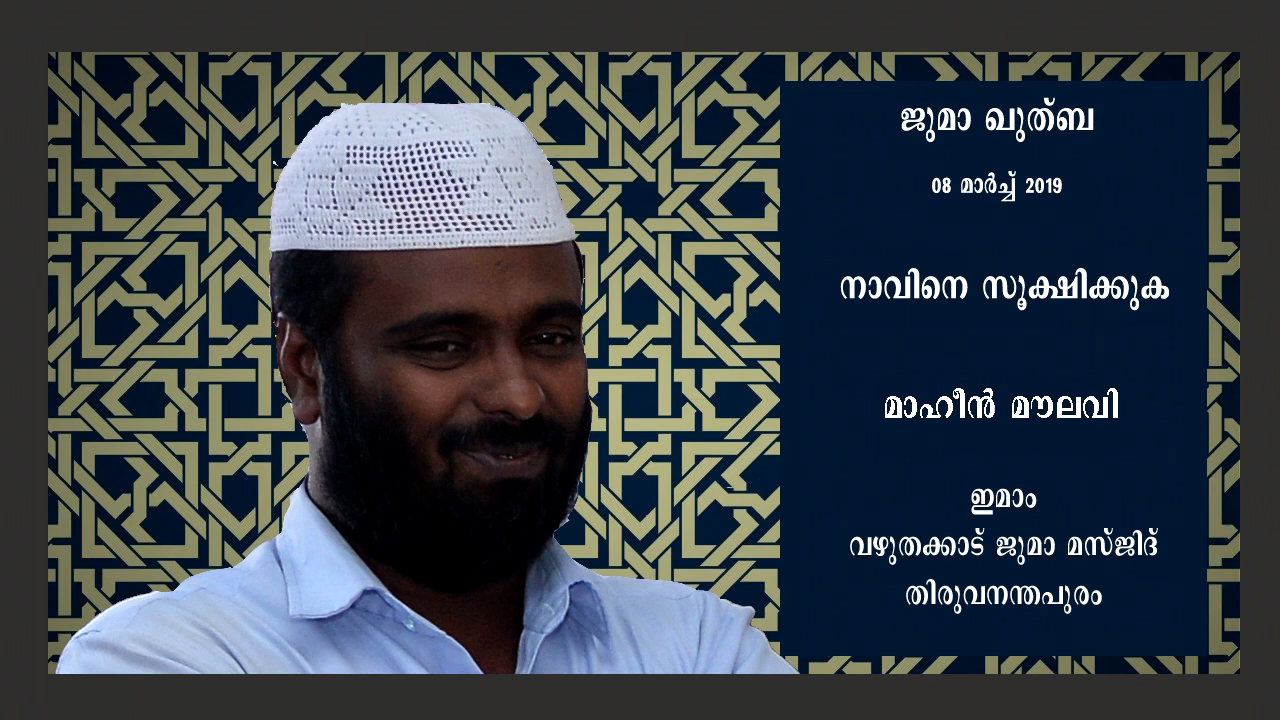 ജുമാ ഖുത്ബ
08 മാർച്ച് 2019
നാവിനെ സൂക്ഷിക്കുക
മാഹീൻ മൗലവി
ഇമാം
വഴുതക്കാട് ജുമാ മസ്ജിദ്
തിരുവനന്തപുരം